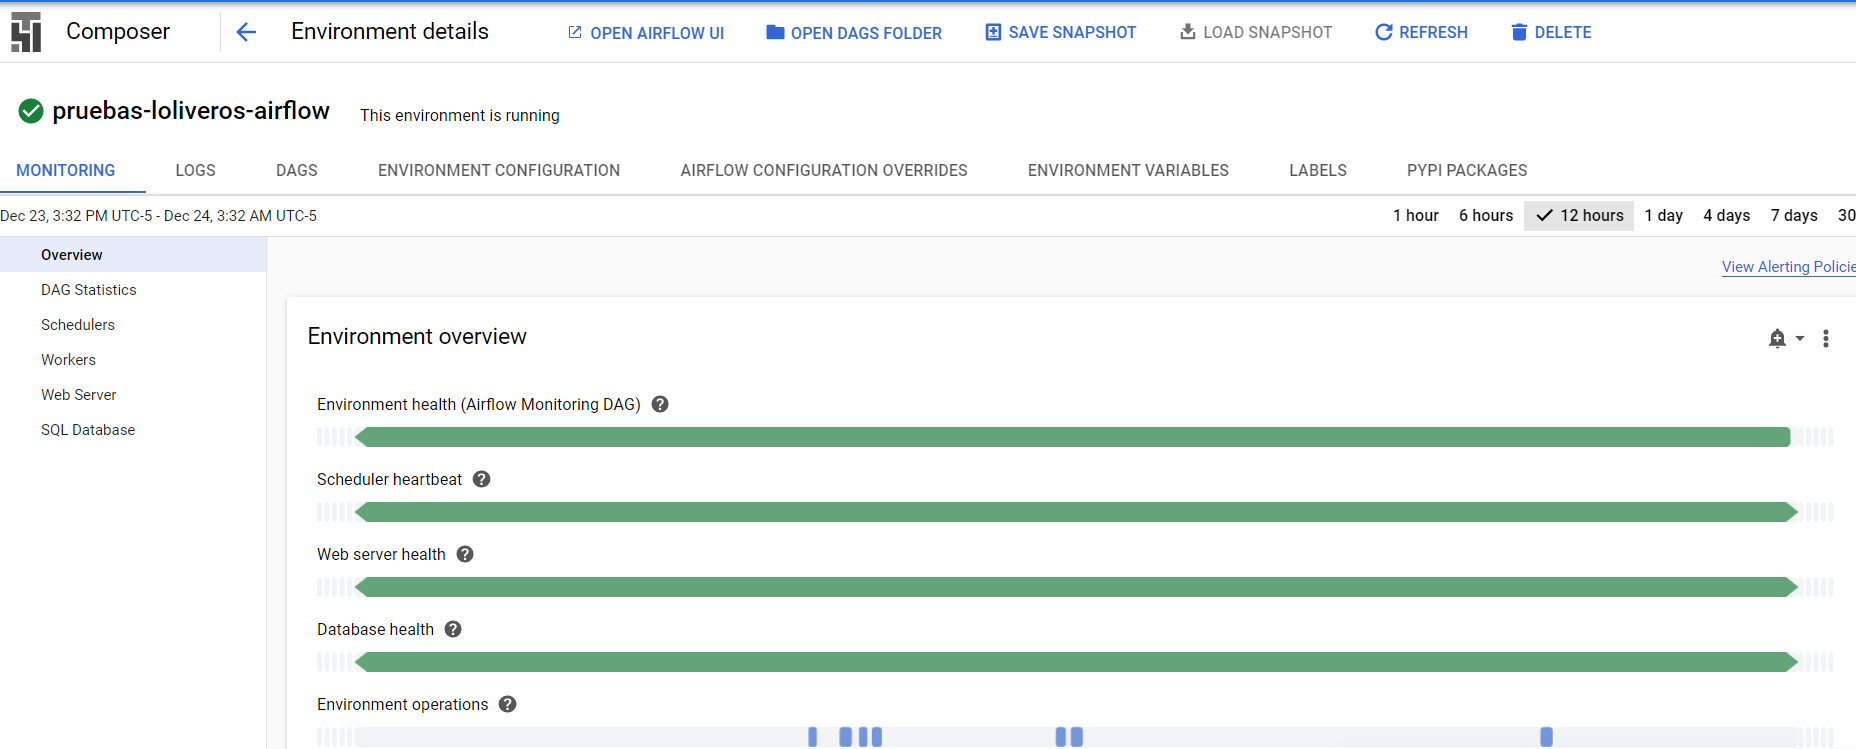 Composer
Environment details
OPEN AIRFLOW UI
OPEN DAGS FOLDER
SAVE SNAPSHOT
LOAD SNAPSHOT
REFRESH
DELETE
pruebas-loliveros-airflow
This environment is running
MONITORING
LOGS
DAGS
ENVIRONMENT CONFIGURATION
AIRFLOW CONFIGURATION OVERRIDES
ENVIRONMENT VARIABLES
LABELS
PYPI PACKAGES
Dec 23, 3:32 PM UTC-5 - Dec 24, 3:32 AM UTC-5
1 hour
6 hours
12 hours
1 day
4 days
7 days
30
Overview
DAG Statistics
Schedulers
Workers
Web Server
SQL Database
View Alerting Policie
Environment overview
Environment health (Airflow Monitoring DAG)
Scheduler heartbeat
Web server health
Database health
Environment operations